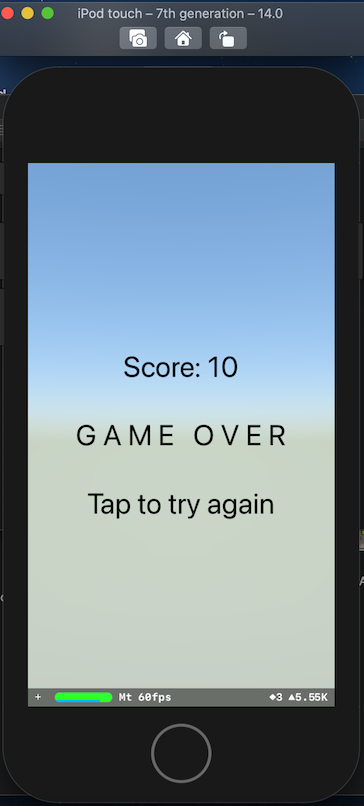 iPod touch – 7th generation – 14.0
Score: 10
GAME OVER
Tap to try again
+ Mt 60fps ◆3 ▲5.55K